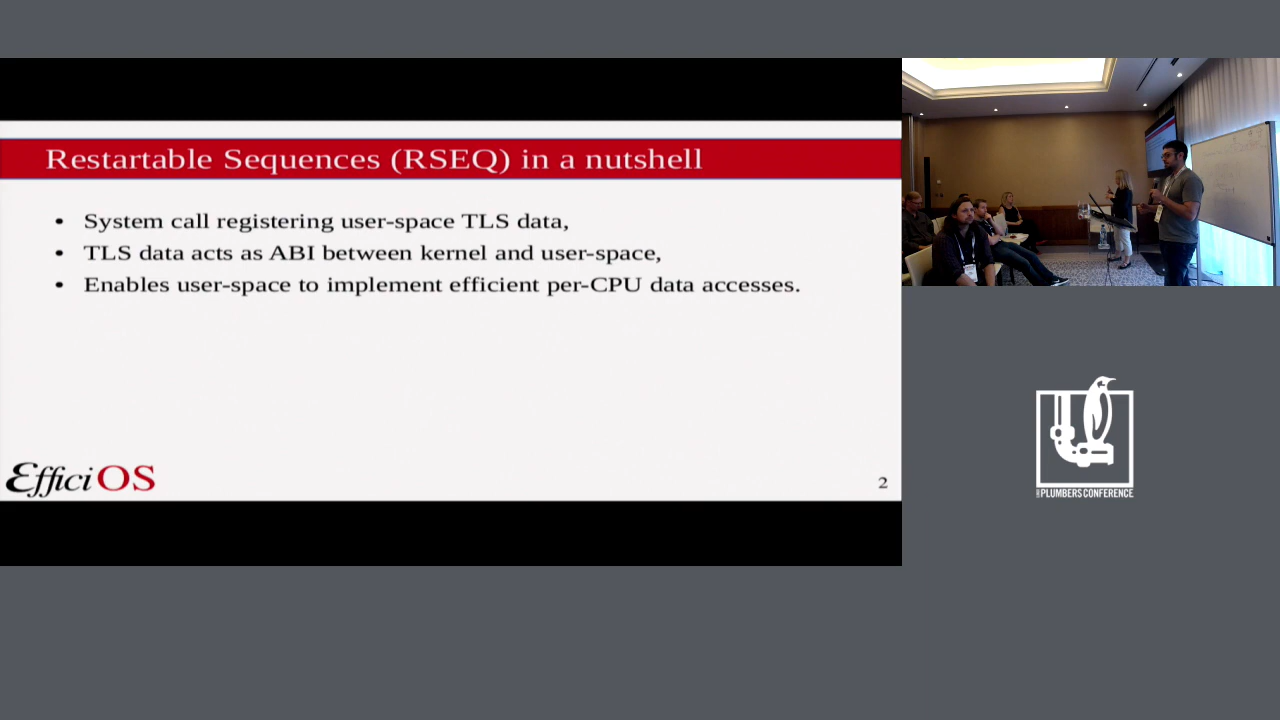 Restartable Sequences (RSEQ) in a nutshell
• System call registering user-space TLS data,
• TLS data acts as ABI between kernel and user-space,
• Enables user-space to implement efficient per-CPU data accesses.
EfficiOS
2
PLUMBERS CONFERENCE